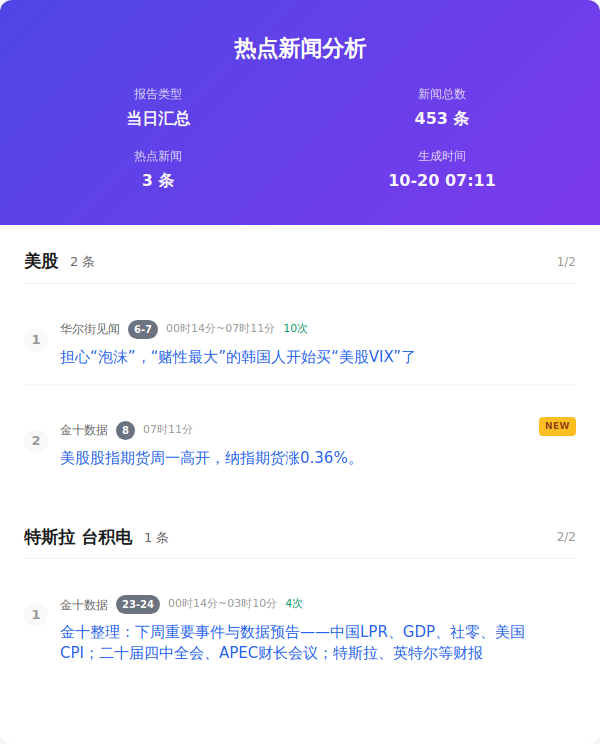 热点新闻分析
报告类型
当日汇总
新闻总数
453 条
热点新闻
3 条
生成时间
10-20 07:11
美股 2 条 1/2
1
华尔街见闻 6-7 00时14分~07时11分 10次
担心“泡沫”，“赌性最大”的韩国人开始买“美股VIX”了
2
金十数据 8 07时11分 NEW
美股股指期货周一高开，纳指期货涨0.36%。
特斯拉 台积电 1 条 2/2
1
金十数据 23-24 00时14分~03时10分 4次
金十整理：下周重要事件与数据预告——中国LPR、GDP、社零、美国
CPI；二十届四中全会、APEC财长会议；特斯拉、英特尔等财报